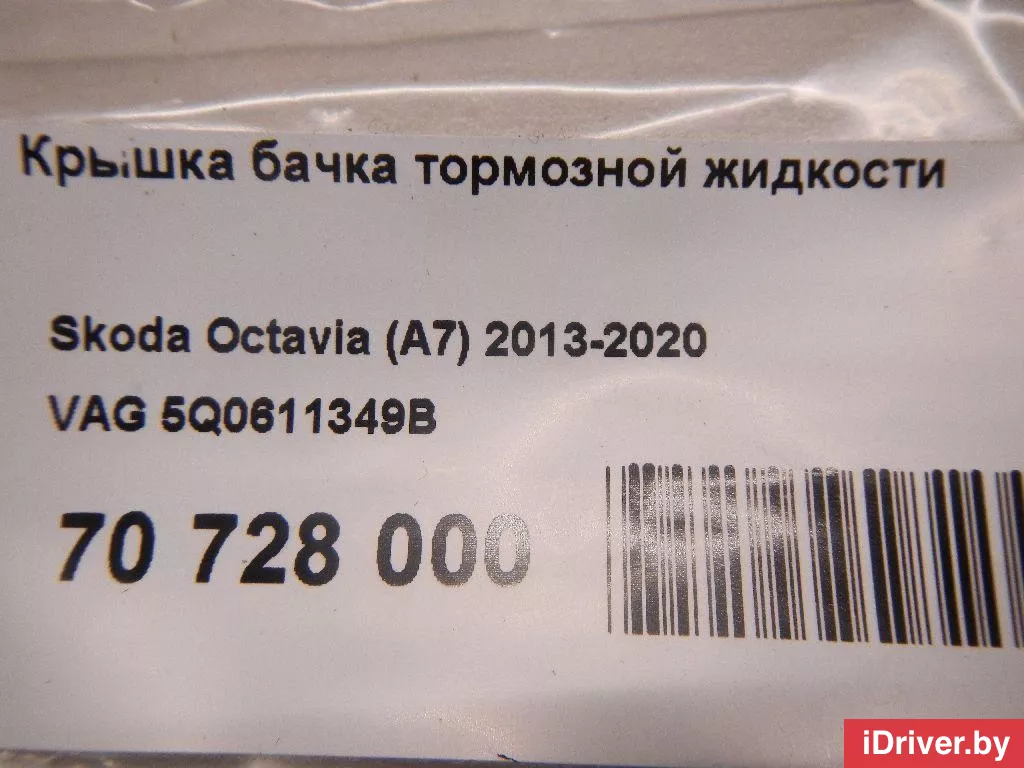 Крышка бачка тормозной жидкости
Skoda Octavia (A7) 2013-2020
VAG 5Q0611349B
70 728 000
iDriver.by